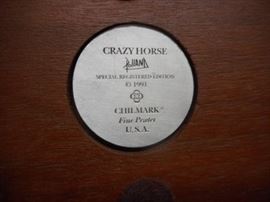 CRAZY HORSE
SPECIAL REGISTERED EDITION
© 1991
CHILMARK®
Fine Pewter
U.S.A.